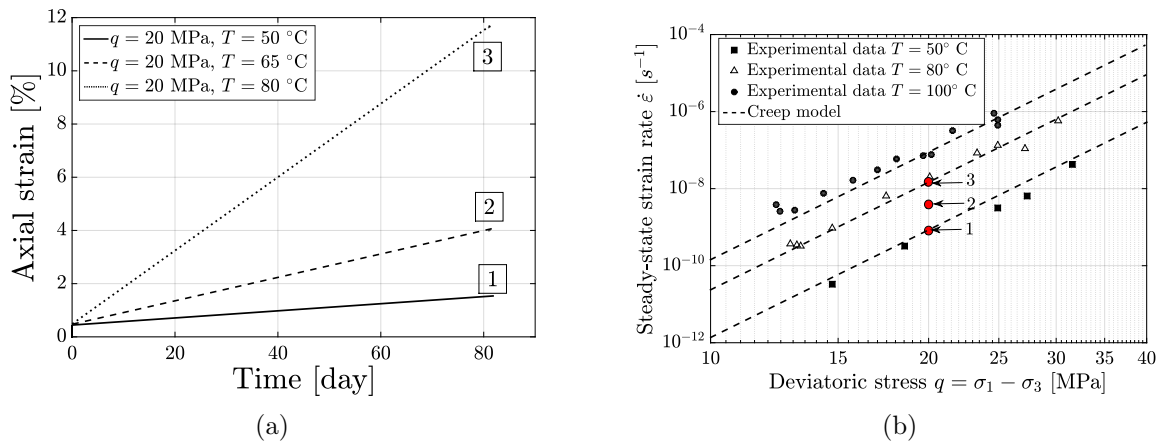 12
10
8
6
4
2
0
Axial strain [%]
q = 20 MPa, T = 50 °C
q = 20 MPa, T = 65 °C
q = 20 MPa, T = 80 °C
3
2
1
0 20 40 60 80
Time [day]
(a)
10⁻⁴
10⁻⁶
10⁻⁸
10⁻¹⁰
10⁻¹²
Steady-state strain rate ε̇ [s⁻¹]
Experimental data T = 50° C
Experimental data T = 80° C
Experimental data T = 100° C
Creep model
3
2
1
10 15 20 25 30 35 40
Deviatoric stress q = σ₁ − σ₃ [MPa]
(b)